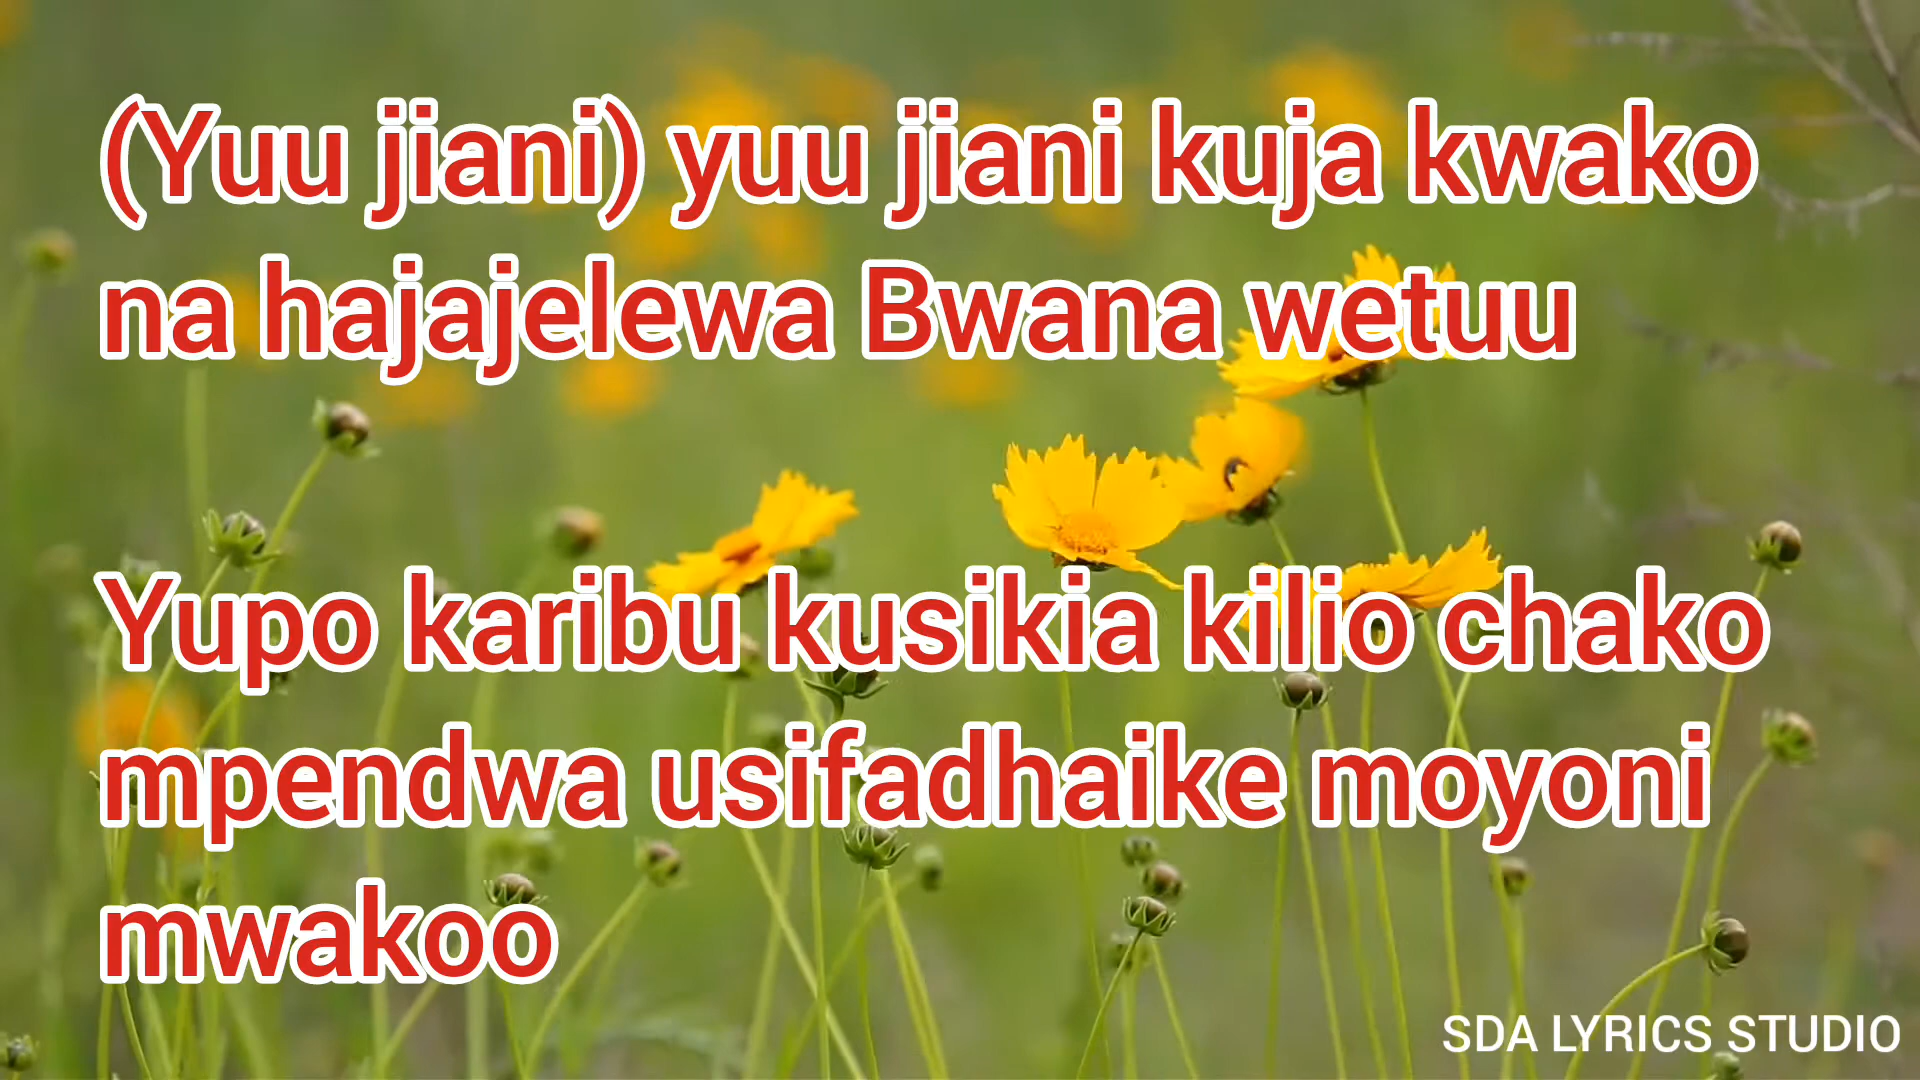 (Yuu jiani) yuu jiani kuja kwako
na hajajelewa Bwana wetuu
Yupo karibu kusikia kilio chako
mpendwa usifadhaike moyoni
mwakoo
SDA LYRICS STUDIO